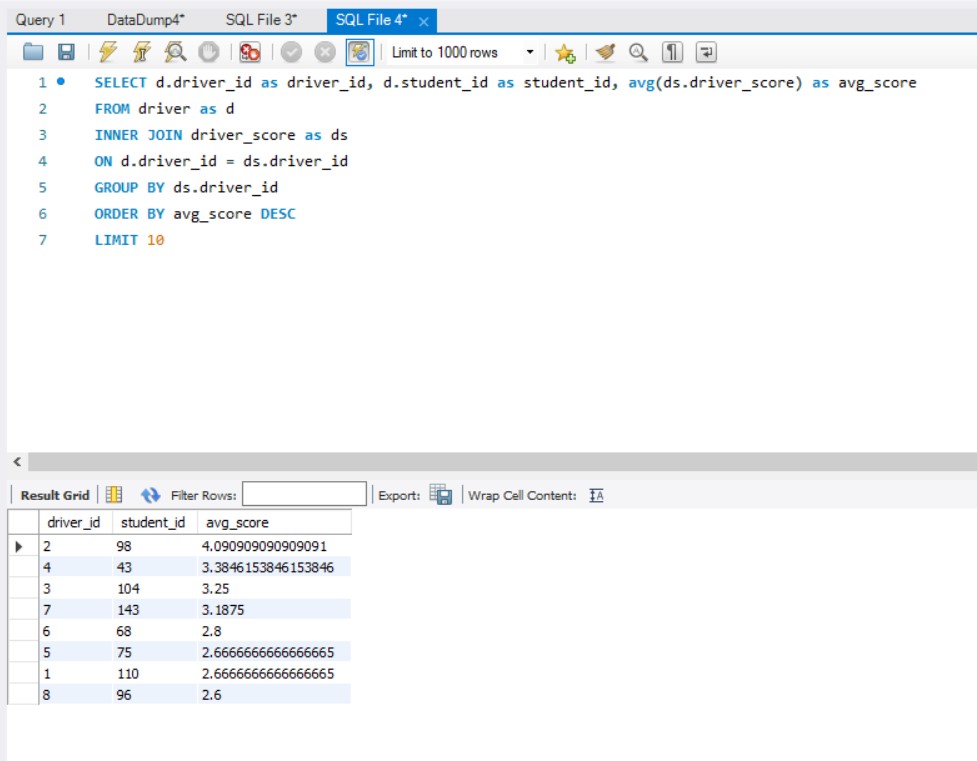 Query 1 DataDump4* SQL File 3* SQL File 4* ×
Limit to 1000 rows
1 SELECT d.driver_id as driver_id, d.student_id as student_id, avg(ds.driver_score) as avg_score
2 FROM driver as d
3 INNER JOIN driver_score as ds
4 ON d.driver_id = ds.driver_id
5 GROUP BY ds.driver_id
6 ORDER BY avg_score DESC
7 LIMIT 10
Result Grid Filter Rows: Export: Wrap Cell Content: IA
driver_id student_id avg_score
2 98 4.090909090909091
4 43 3.3846153846153846
3 104 3.25
7 143 3.1875
6 68 2.8
5 75 2.6666666666666665
1 110 2.6666666666666665
8 96 2.6